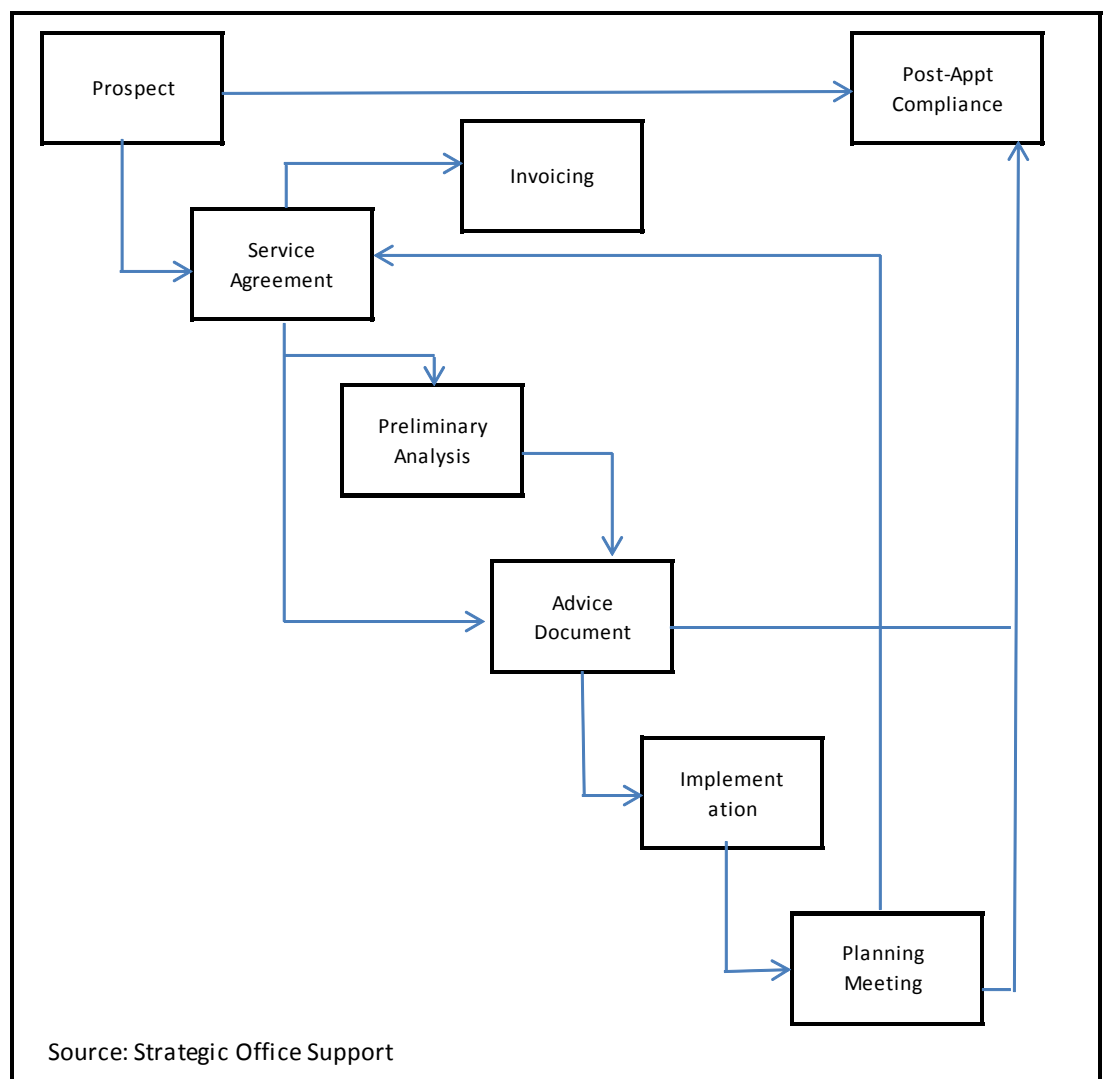 Prospect
Post-Appt
Compliance
Invoicing
Service
Agreement
Preliminary
Analysis
Advice
Document
Implement
ation
Planning
Meeting
Source: Strategic Office Support